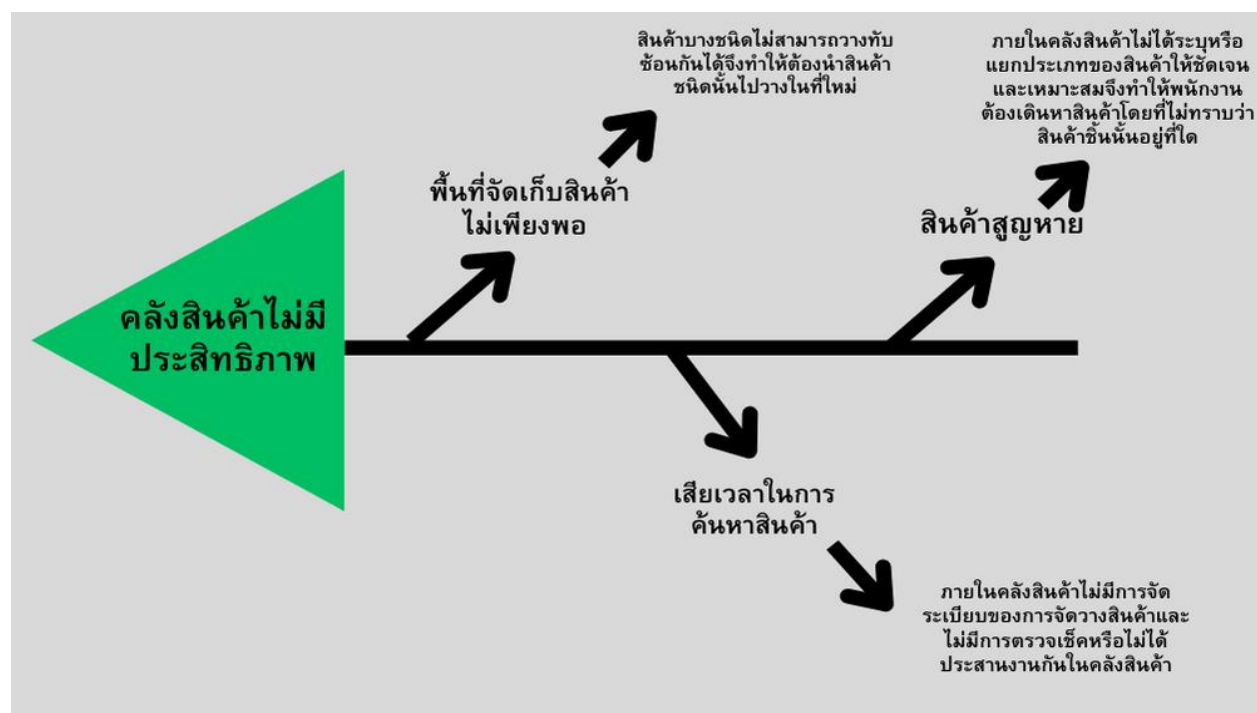 สินค้าบางชนิดไม่สามารถวางทับ
ซ้อนกันได้จึงทำให้ต้องนำสินค้า
ชนิดนั้นไปวางในที่ใหม่
ภายในคลังสินค้าไม่ได้ระบุหรือ
แยกประเภทของสินค้าให้ชัดเจน
และเหมาะสมจึงทำให้พนักงาน
ต้องเดินหาสินค้าโดยที่ไม่ทราบว่า
สินค้าชิ้นนั้นอยู่ที่ใด
พื้นที่จัดเก็บสินค้า
ไม่เพียงพอ
สินค้าสูญหาย
คลังสินค้าไม่มี
ประสิทธิภาพ
เสียเวลาในการ
ค้นหาสินค้า
ภายในคลังสินค้าไม่มีการจัด
ระเบียบของการจัดวางสินค้าและ
ไม่มีการตรวจเช็คหรือไม่ได้
ประสานงานกันในคลังสินค้า